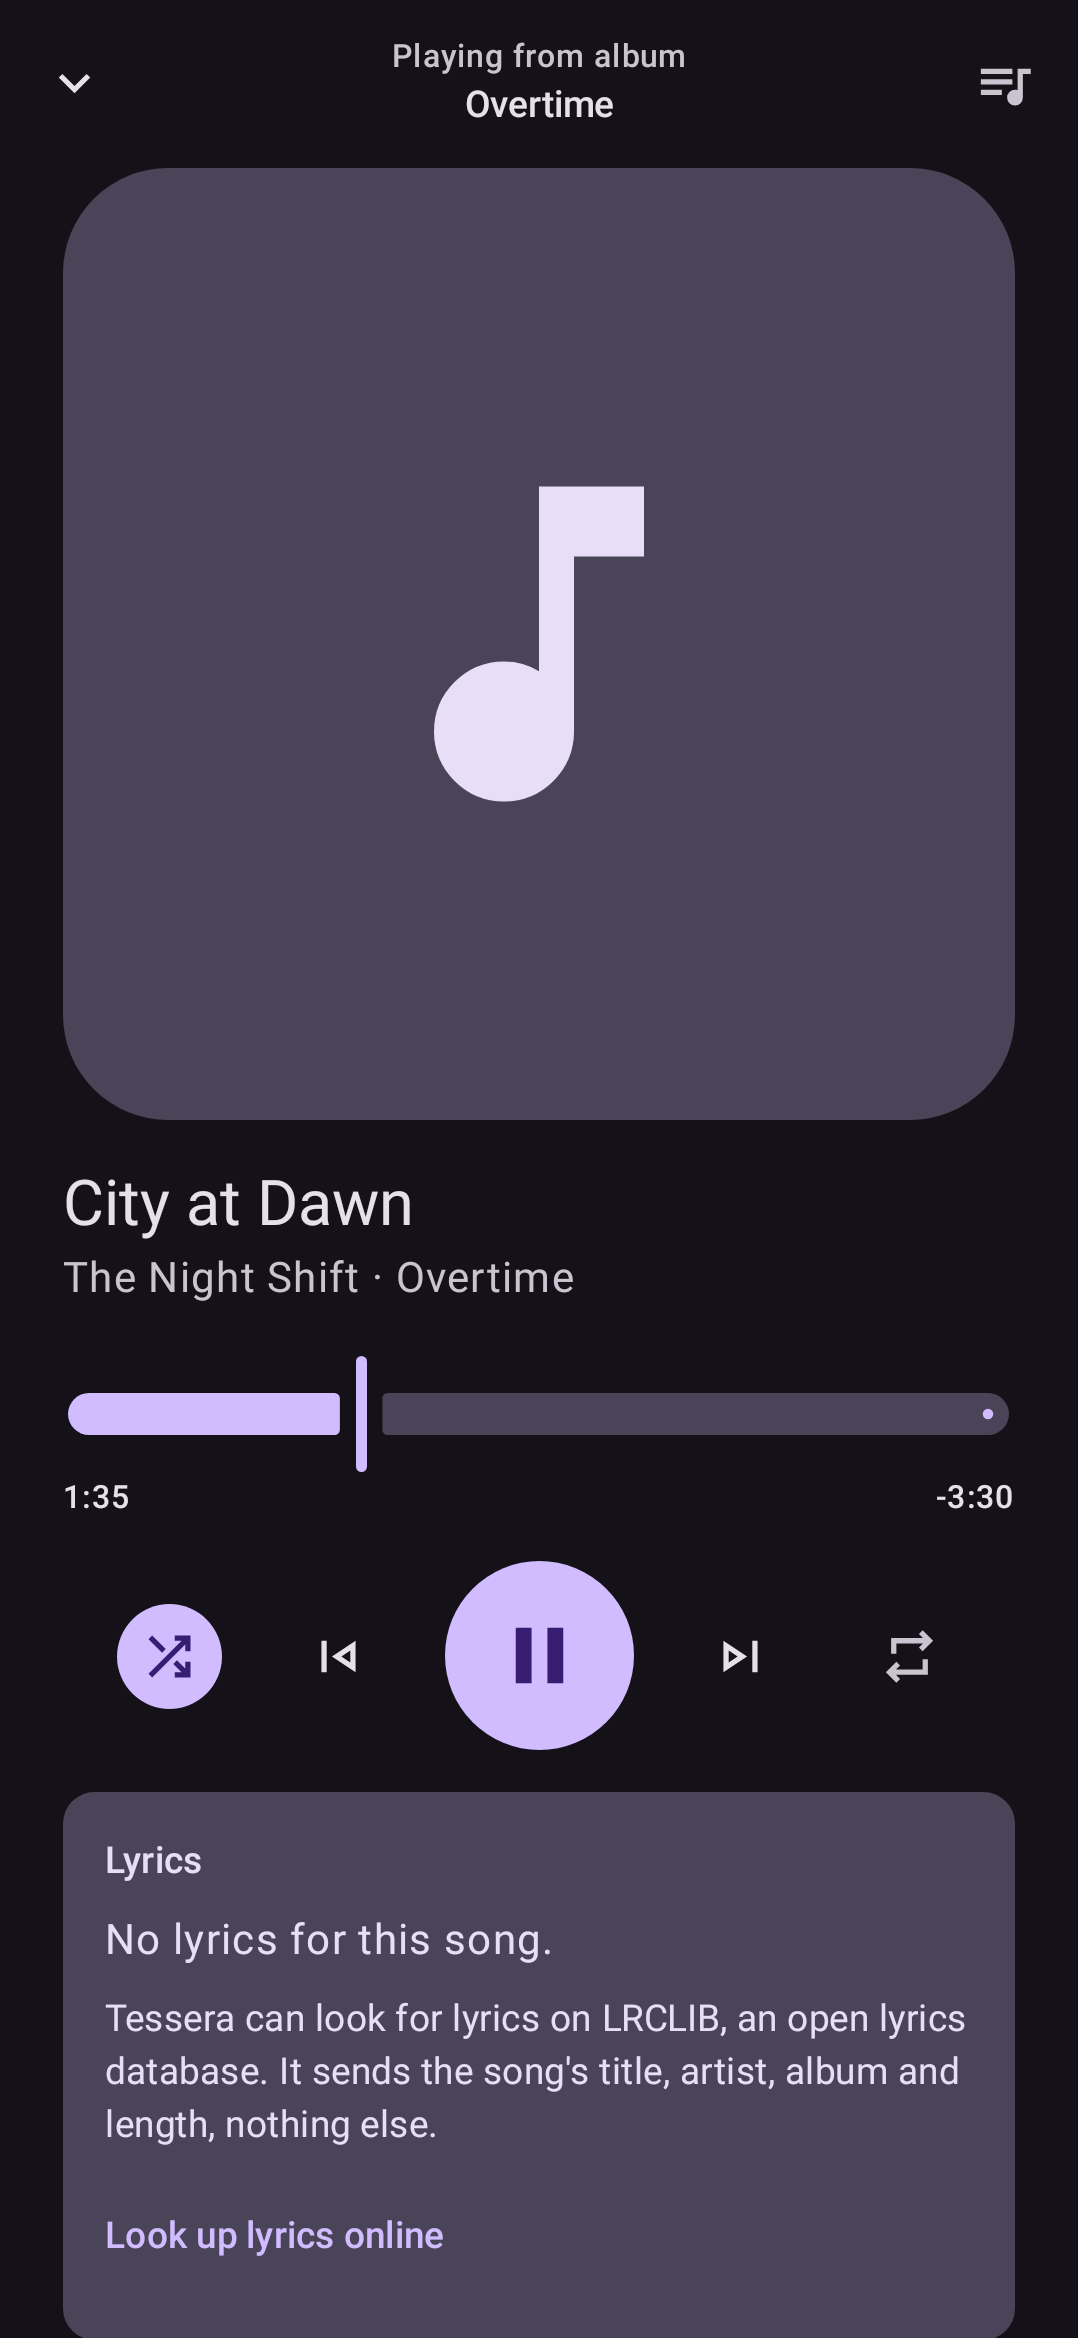 Playing from album
Overtime
City at Dawn
The Night Shift · Overtime
1:35
-3:30
Lyrics
No lyrics for this song.
Tessera can look for lyrics on LRCLIB, an open lyrics
database. It sends the song's title, artist, album and
length, nothing else.
Look up lyrics online